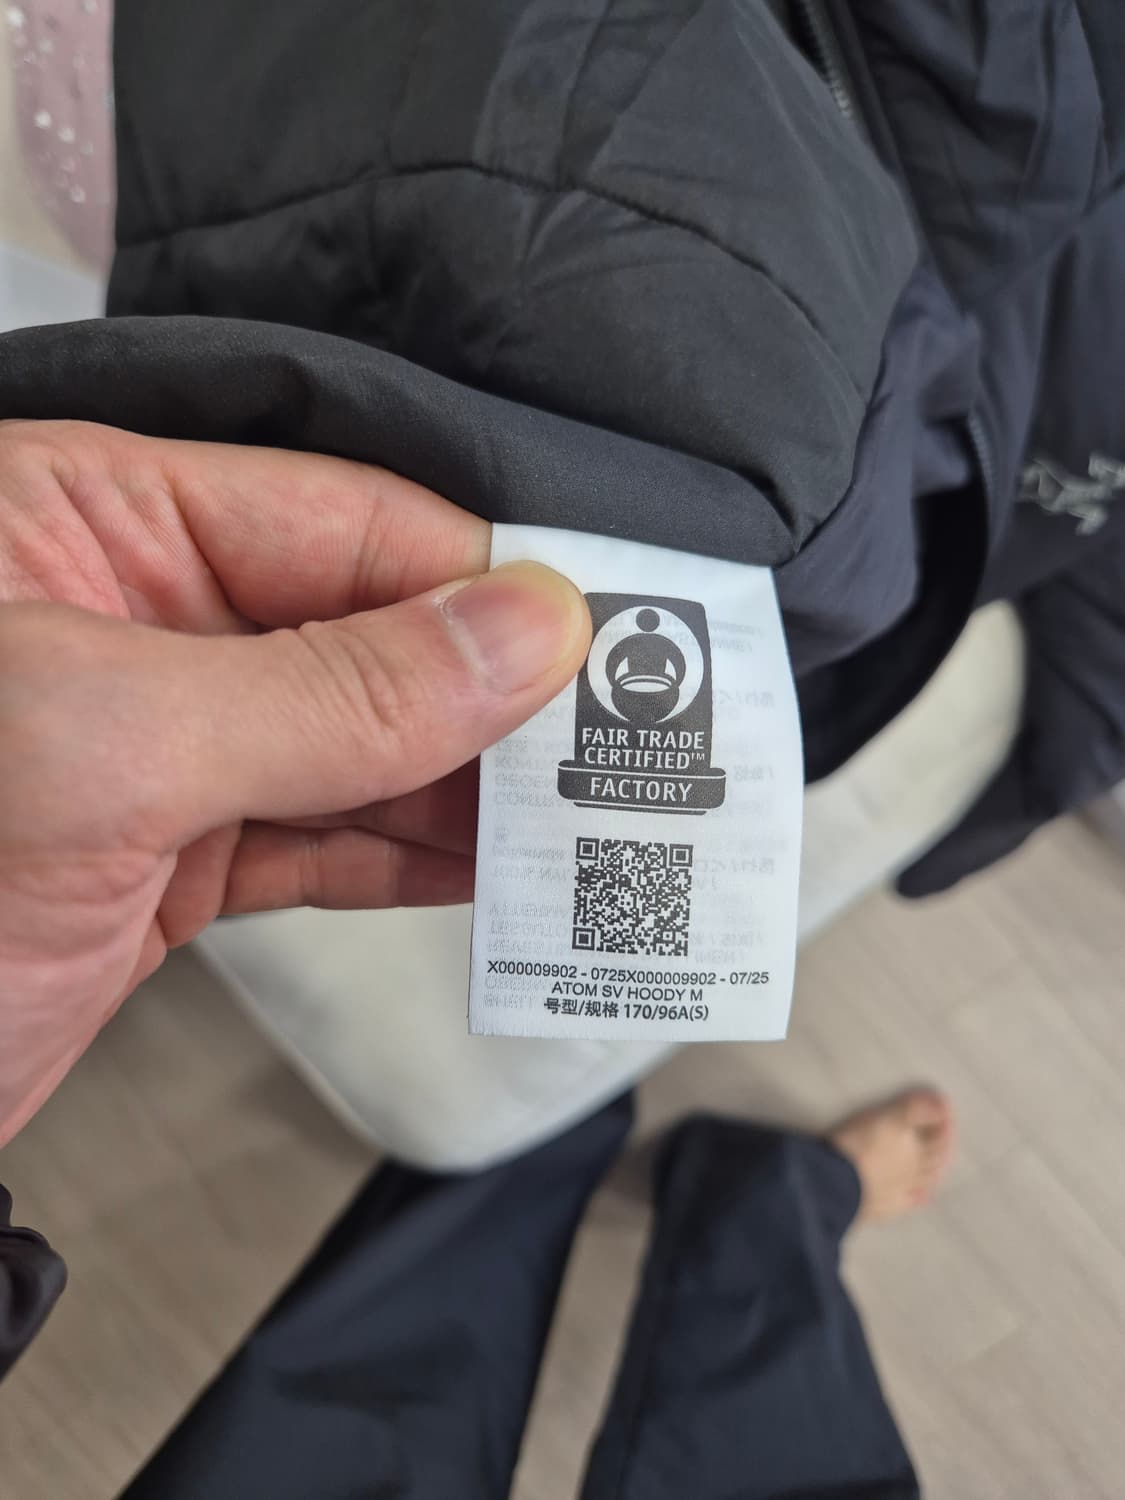 FAIR TRADE
CERTIFIED™
FACTORY
X000009902 - 0725X000009902 - 07/25
ATOM SV HOODY M
号型/规格 170/96A(S)